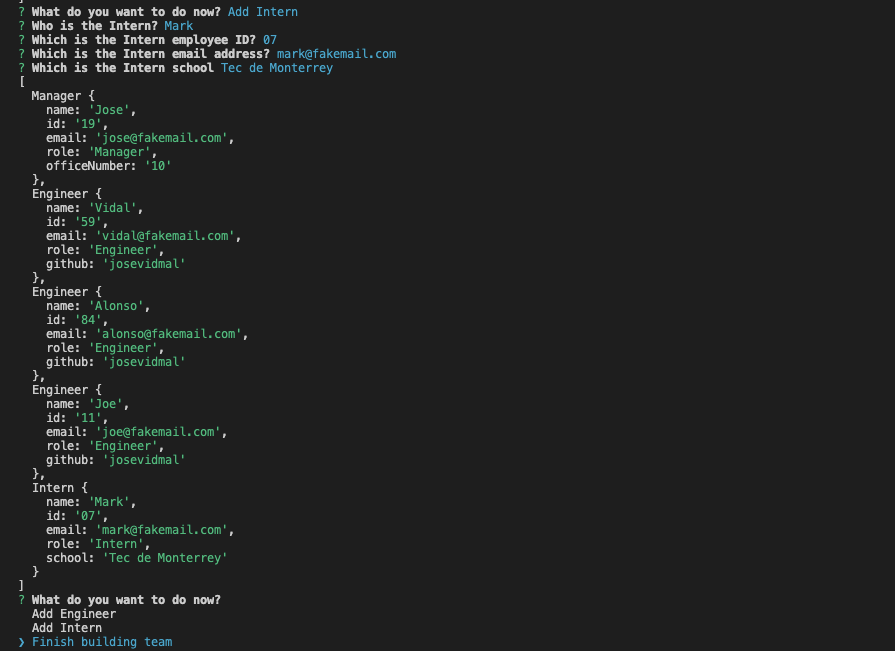 ]
? What do you want to do now? Add Intern
? Who is the Intern? Mark
? Which is the Intern employee ID? 07
? Which is the Intern email address? mark@fakemail.com
? Which is the Intern school Tec de Monterrey
[
  Manager {
    name: 'Jose',
    id: '19',
    email: 'jose@fakemail.com',
    role: 'Manager',
    officeNumber: '10'
  },
  Engineer {
    name: 'Vidal',
    id: '59',
    email: 'vidal@fakemail.com',
    role: 'Engineer',
    github: 'josevidmal'
  },
  Engineer {
    name: 'Alonso',
    id: '84',
    email: 'alonso@fakemail.com',
    role: 'Engineer',
    github: 'josevidmal'
  },
  Engineer {
    name: 'Joe',
    id: '11',
    email: 'joe@fakemail.com',
    role: 'Engineer',
    github: 'josevidmal'
  },
  Intern {
    name: 'Mark',
    id: '07',
    email: 'mark@fakemail.com',
    role: 'Intern',
    school: 'Tec de Monterrey'
  }
]
? What do you want to do now?
  Add Engineer
  Add Intern
❯ Finish building team